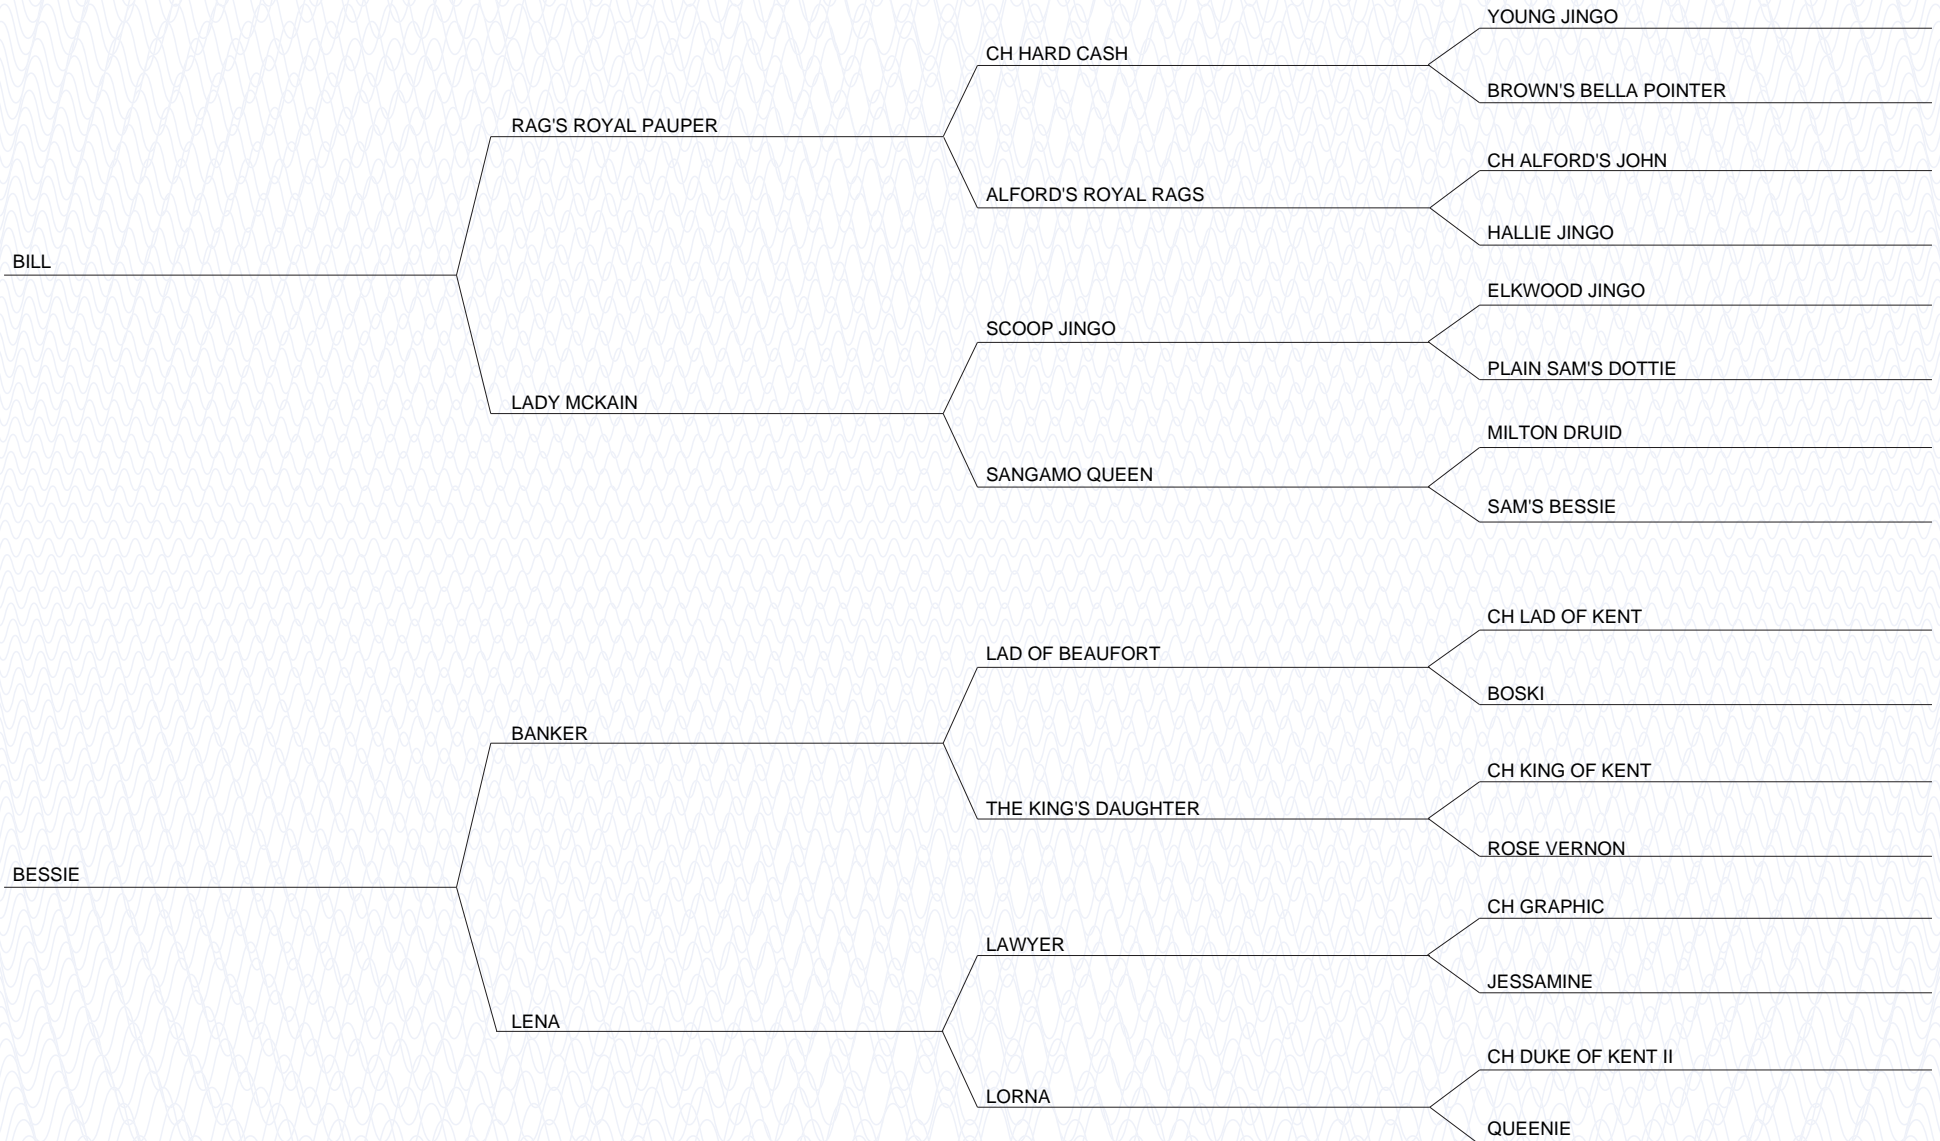 YOUNG JINGO
CH HARD CASH
BROWN'S BELLA POINTER
RAG'S ROYAL PAUPER
CH ALFORD'S JOHN
ALFORD'S ROYAL RAGS
HALLIE JINGO
BILL
ELKWOOD JINGO
SCOOP JINGO
PLAIN SAM'S DOTTIE
LADY MCKAIN
MILTON DRUID
SANGAMO QUEEN
SAM'S BESSIE
CH LAD OF KENT
LAD OF BEAUFORT
BOSKI
BANKER
CH KING OF KENT
THE KING'S DAUGHTER
ROSE VERNON
BESSIE
CH GRAPHIC
LAWYER
JESSAMINE
LENA
CH DUKE OF KENT II
LORNA
QUEENIE